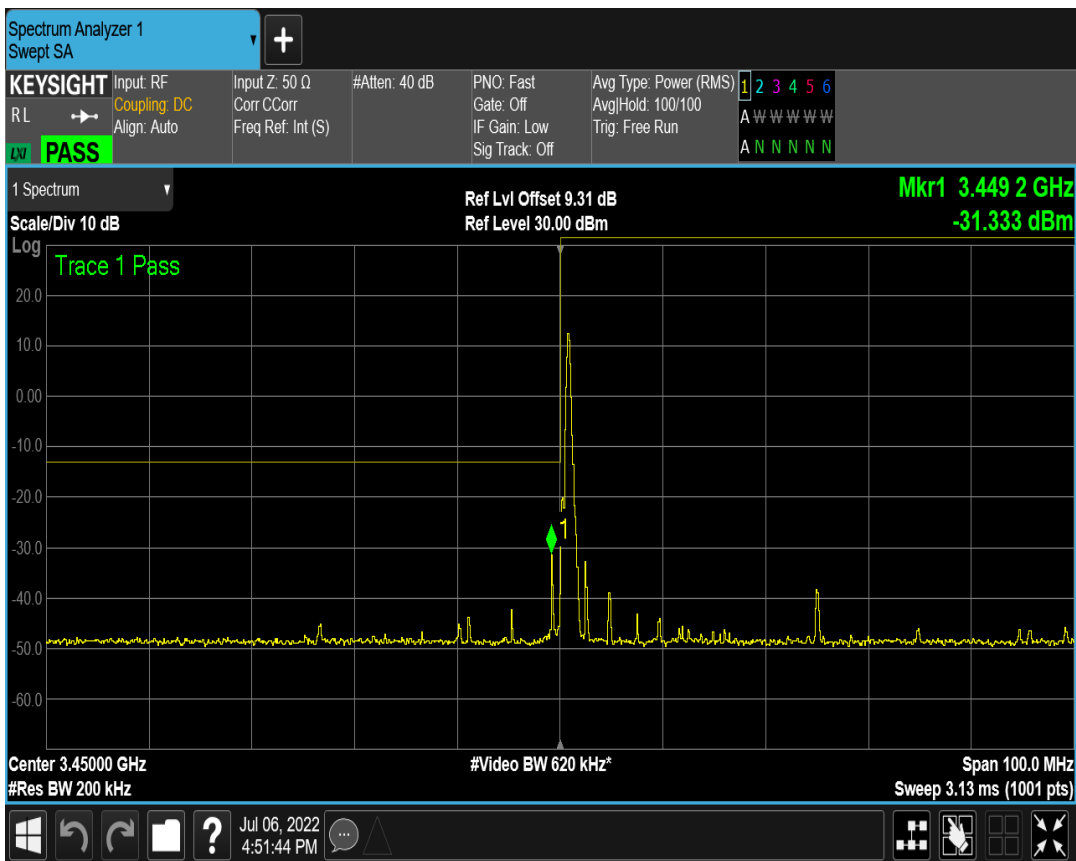 Spectrum Analyzer 1
Swept SA
+
KEYSIGHT
RL
LXI
PASS
Input: RF
Coupling: DC
Align: Auto
Input Z: 50 Ω
Corr CCorr
Freq Ref: Int (S)
#Atten: 40 dB
PNO: Fast
Gate: Off
IF Gain: Low
Sig Track: Off
Avg Type: Power (RMS)
Avg|Hold: 100/100
Trig: Free Run
1 2 3 4 5 6
A W W W W W
A N N N N N
1 Spectrum
Scale/Div 10 dB
Ref Lvl Offset 9.31 dB
Ref Level 30.00 dBm
Mkr1 3.449 2 GHz
-31.333 dBm
Log
Trace 1 Pass
20.0
10.0
0.00
-10.0
-20.0
1
-30.0
-40.0
-50.0
-60.0
Center 3.45000 GHz
#Res BW 200 kHz
#Video BW 620 kHz*
Span 100.0 MHz
Sweep 3.13 ms (1001 pts)
?
Jul 06, 2022
4:51:44 PM